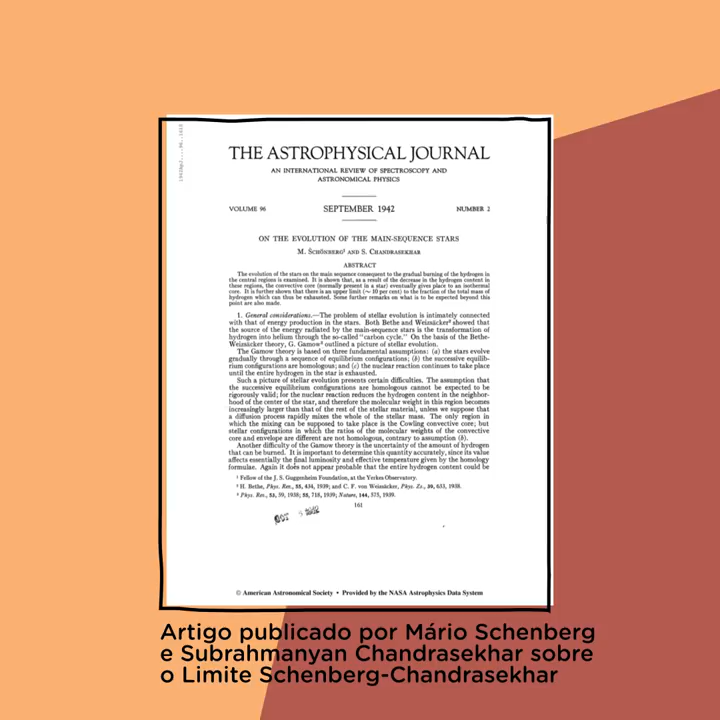 THE ASTROPHYSICAL JOURNAL
AN INTERNATIONAL REVIEW OF SPECTROSCOPY AND
ASTRONOMICAL PHYSICS
VOLUME 96 SEPTEMBER 1942 NUMBER 2
ON THE EVOLUTION OF THE MAIN-SEQUENCE STARS
M. Schönberg¹ and S. Chandrasekhar
ABSTRACT
The evolution of the stars on the main sequence consequent to the gradual burning of the hydrogen in
the central regions is examined. It is shown that, as a result of the decrease in the hydrogen content in
these regions, the convective core (normally present in a star) eventually gives place to an isothermal
core. It is further shown that there is an upper limit (~ 10 per cent) to the fraction of the total mass of
hydrogen which can thus be exhausted. Some further remarks on what is to be expected beyond this
point are also made.
1. General considerations.—The problem of stellar evolution is intimately connected
with that of energy production in the stars. Both Bethe and Weizsäcker² showed that
the source of the energy radiated by the main-sequence stars is the transformation of
hydrogen into helium through the so-called "carbon cycle." On the basis of the Bethe-
Weizsäcker theory, G. Gamow³ outlined a picture of stellar evolution.
The Gamow theory is based on three fundamental assumptions: (a) the stars evolve
gradually through a sequence of equilibrium configurations; (b) the successive equilib-
rium configurations are homologous; and (c) the nuclear reaction continues to take place
until the entire hydrogen in the star is exhausted.
Such a picture of stellar evolution presents certain difficulties. The assumption that
the successive equilibrium configurations are homologous cannot be expected to be
rigorously valid; for the nuclear reaction reduces the hydrogen content in the neighbor-
hood of the center of the star, and therefore the molecular weight in this region becomes
increasingly larger than that of the rest of the stellar material, unless we suppose that
a diffusion process rapidly mixes the whole of the stellar mass. The only region in
which the mixing can be supposed to take place is the Cowling convective core; but
stellar configurations in which the ratios of the molecular weights of the convective
core and envelope are different are not homologous, contrary to assumption (b).
Another difficulty of the Gamow theory is the uncertainty of the amount of hydrogen
that can be burned. It is important to determine this quantity accurately, since its value
affects essentially the final luminosity and effective temperature given by the homology
formulae. Again it does not appear probable that the entire hydrogen content could be
¹ Fellow of the J. S. Guggenheim Foundation, at the Yerkes Observatory.
² H. Bethe, Phys. Rev., 55, 434, 1939; and C. F. von Weizsäcker, Phys. Zs., 39, 633, 1938.
³ Phys. Rev., 53, 59, 1938; 55, 718, 1939; Nature, 144, 575, 1939.
161
© American Astronomical Society • Provided by the NASA Astrophysics Data System
Artigo publicado por Mário Schenberg
e Subrahmanyan Chandrasekhar sobre
o Limite Schenberg-Chandrasekhar